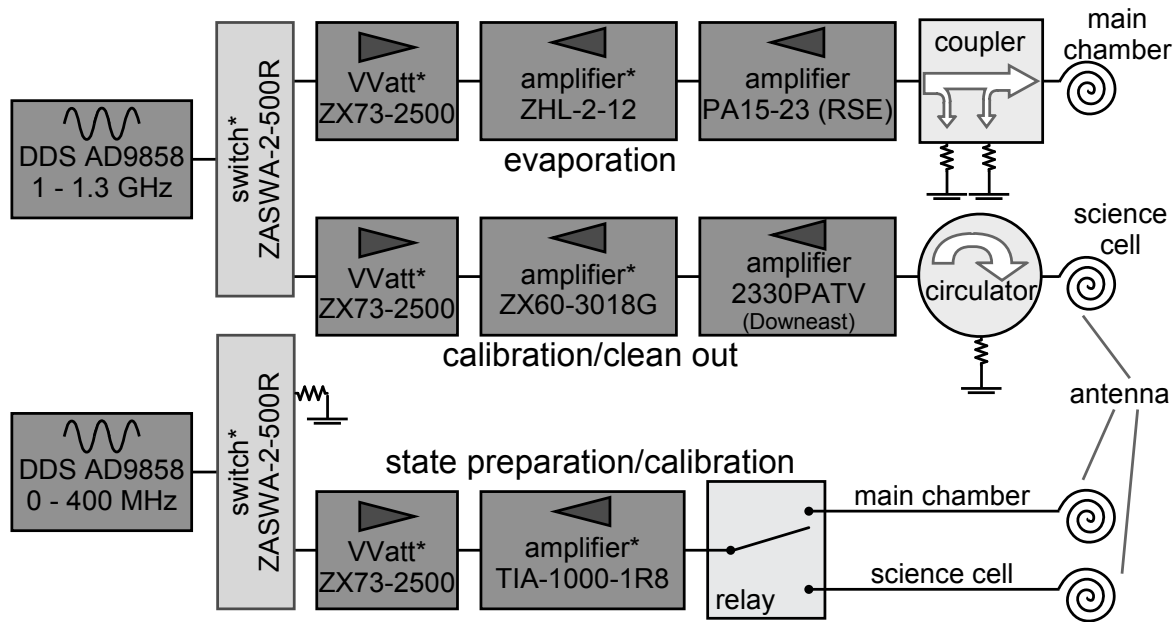 DDS AD9858
1 - 1.3 GHz
switch*
ZASWA-2-500R
VVatt*
ZX73-2500
amplifier*
ZHL-2-12
amplifier
PA15-23 (RSE)
coupler
main
chamber
evaporation
VVatt*
ZX73-2500
amplifier*
ZX60-3018G
amplifier
2330PATV
(Downeast)
circulator
science
cell
calibration/clean out
antenna
DDS AD9858
0 - 400 MHz
switch*
ZASWA-2-500R
state preparation/calibration
VVatt*
ZX73-2500
amplifier*
TIA-1000-1R8
relay
main chamber
science cell